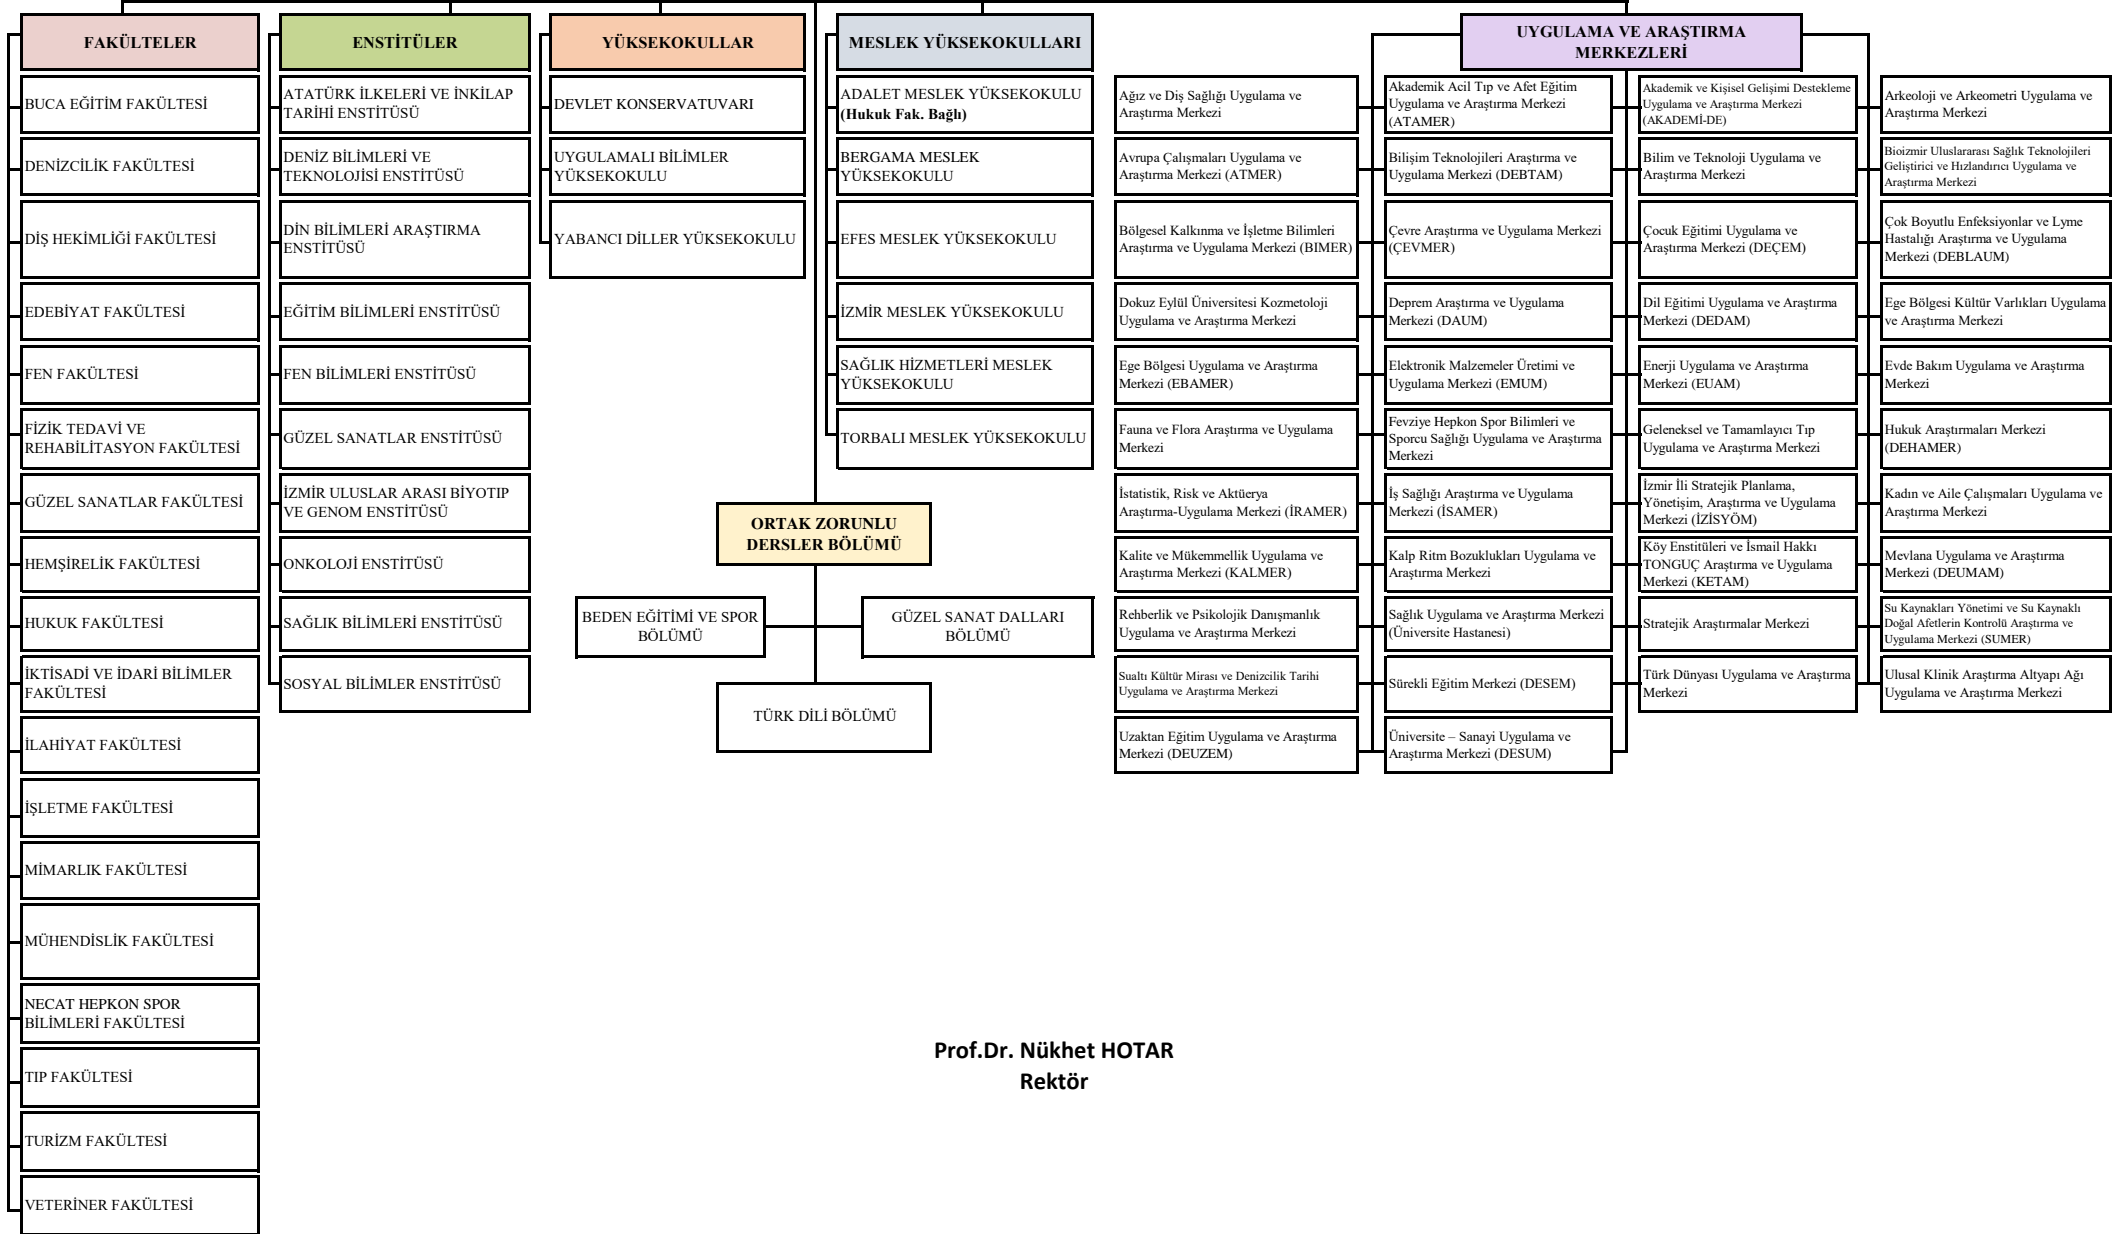 FAKÜLTELER
BUCA EĞİTİM FAKÜLTESİ
DENİZCİLİK FAKÜLTESİ
DİŞ HEKİMLİĞİ FAKÜLTESİ
EDEBİYAT FAKÜLTESİ
FEN FAKÜLTESİ
FİZİK TEDAVİ VE
REHABİLİTASYON FAKÜLTESİ
GÜZEL SANATLAR FAKÜLTESİ
HEMŞİRELİK FAKÜLTESİ
HUKUK FAKÜLTESİ
İKTİSADİ VE İDARİ BİLİMLER
FAKÜLTESİ
İLAHİYAT FAKÜLTESİ
İŞLETME FAKÜLTESİ
MİMARLIK FAKÜLTESİ
MÜHENDİSLİK FAKÜLTESİ
NECAT HEPKON SPOR
BİLİMLERİ FAKÜLTESİ
TIP FAKÜLTESİ
TURİZM FAKÜLTESİ
VETERİNER FAKÜLTESİ
ENSTİTÜLER
ATATÜRK İLKELERİ VE İNKİLAP
TARİHİ ENSTİTÜSÜ
DENİZ BİLİMLERİ VE
TEKNOLOJİSİ ENSTİTÜSÜ
DİN BİLİMLERİ ARAŞTIRMA
ENSTİTÜSÜ
EĞİTİM BİLİMLERİ ENSTİTÜSÜ
FEN BİLİMLERİ ENSTİTÜSÜ
GÜZEL SANATLAR ENSTİTÜSÜ
İZMİR ULUSLAR ARASI BİYOTIP
VE GENOM ENSTİTÜSÜ
ONKOLOJİ ENSTİTÜSÜ
SAĞLIK BİLİMLERİ ENSTİTÜSÜ
SOSYAL BİLİMLER ENSTİTÜSÜ
YÜKSEKOKULLAR
DEVLET KONSERVATUVARI
UYGULAMALI BİLİMLER
YÜKSEKOKULU
YABANCI DİLLER YÜKSEKOKULU
MESLEK YÜKSEKOKULLARI
ADALET MESLEK YÜKSEKOKULU
(Hukuk Fak. Bağlı)
BERGAMA MESLEK
YÜKSEKOKULU
EFES MESLEK YÜKSEKOKULU
İZMİR MESLEK YÜKSEKOKULU
SAĞLIK HİZMETLERİ MESLEK
YÜKSEKOKULU
TORBALI MESLEK YÜKSEKOKULU
ORTAK ZORUNLU
DERSLER BÖLÜMÜ
BEDEN EĞİTİMİ VE SPOR
BÖLÜMÜ
GÜZEL SANAT DALLARI
BÖLÜMÜ
TÜRK DİLİ BÖLÜMÜ
UYGULAMA VE ARAŞTIRMA
MERKEZLERİ
Ağız ve Diş Sağlığı Uygulama ve
Araştırma Merkezi
Avrupa Çalışmaları Uygulama ve
Araştırma Merkezi (ATMER)
Bölgesel Kalkınma ve İşletme Bilimleri
Araştırma ve Uygulama Merkezi (BIMER)
Dokuz Eylül Üniversitesi Kozmetoloji
Uygulama ve Araştırma Merkezi
Ege Bölgesi Uygulama ve Araştırma
Merkezi (EBAMER)
Fauna ve Flora Araştırma ve Uygulama
Merkezi
İstatistik, Risk ve Aktüerya
Araştırma-Uygulama Merkezi (İRAMER)
Kalite ve Mükemmellik Uygulama ve
Araştırma Merkezi (KALMER)
Rehberlik ve Psikolojik Danışmanlık
Uygulama ve Araştırma Merkezi
Sualtı Kültür Mirası ve Denizcilik Tarihi
Uygulama ve Araştırma Merkezi
Uzaktan Eğitim Uygulama ve Araştırma
Merkezi (DEUZEM)
Akademik Acil Tıp ve Afet Eğitim
Uygulama ve Araştırma Merkezi
(ATAMER)
Bilişim Teknolojileri Araştırma ve
Uygulama Merkezi (DEBTAM)
Çevre Araştırma ve Uygulama Merkezi
(ÇEVMER)
Deprem Araştırma ve Uygulama
Merkezi (DAUM)
Elektronik Malzemeler Üretimi ve
Uygulama Merkezi (EMUM)
Fevziye Hepkon Spor Bilimleri ve
Sporcu Sağlığı Uygulama ve Araştırma
Merkezi
İş Sağlığı Araştırma ve Uygulama
Merkezi (İSAMER)
Kalp Ritm Bozuklukları Uygulama ve
Araştırma Merkezi
Sağlık Uygulama ve Araştırma Merkezi
(Üniversite Hastanesi)
Sürekli Eğitim Merkezi (DESEM)
Üniversite – Sanayi Uygulama ve
Araştırma Merkezi (DESUM)
Akademik ve Kişisel Gelişimi Destekleme
Uygulama ve Araştırma Merkezi
(AKADEMİ-DE)
Bilim ve Teknoloji Uygulama ve
Araştırma Merkezi
Çocuk Eğitimi Uygulama ve
Araştırma Merkezi (DEÇEM)
Dil Eğitimi Uygulama ve Araştırma
Merkezi (DEDAM)
Enerji Uygulama ve Araştırma
Merkezi (EUAM)
Geleneksel ve Tamamlayıcı Tıp
Uygulama ve Araştırma Merkezi
İzmir İli Stratejik Planlama,
Yönetişim, Araştırma ve Uygulama
Merkezi (İZİSYÖM)
Köy Enstitüleri ve İsmail Hakkı
TONGUÇ Araştırma ve Uygulama
Merkezi (KETAM)
Stratejik Araştırmalar Merkezi
Türk Dünyası Uygulama ve Araştırma
Merkezi
Arkeoloji ve Arkeometri Uygulama ve
Araştırma Merkezi
Bioizmir Uluslararası Sağlık Teknolojileri
Geliştirici ve Hızlandırıcı Uygulama ve
Araştırma Merkezi
Çok Boyutlu Enfeksiyonlar ve Lyme
Hastalığı Araştırma ve Uygulama
Merkezi (DEBLAUM)
Ege Bölgesi Kültür Varlıkları Uygulama
ve Araştırma Merkezi
Evde Bakım Uygulama ve Araştırma
Merkezi
Hukuk Araştırmaları Merkezi
(DEHAMER)
Kadın ve Aile Çalışmaları Uygulama ve
Araştırma Merkezi
Mevlana Uygulama ve Araştırma
Merkezi (DEUMAM)
Su Kaynakları Yönetimi ve Su Kaynaklı
Doğal Afetlerin Kontrolü Araştırma ve
Uygulama Merkezi (SUMER)
Ulusal Klinik Araştırma Altyapı Ağı
Uygulama ve Araştırma Merkezi
Prof.Dr. Nükhet HOTAR
Rektör